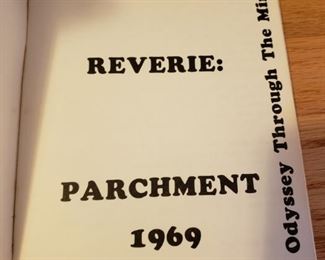 REVERIE:
PARCHMENT
1969
Odyssey Through The